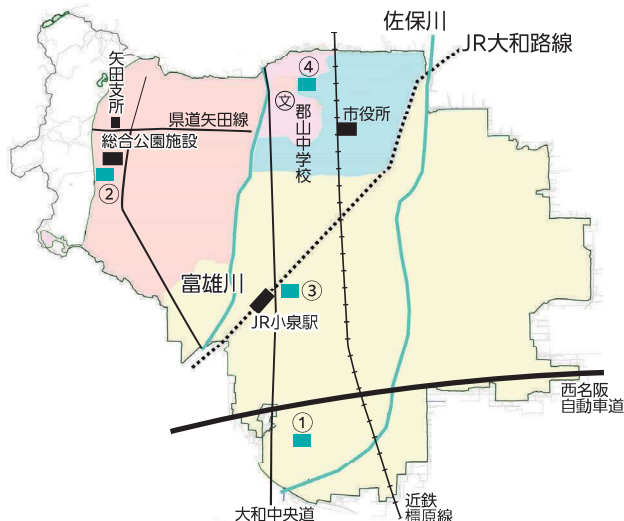 佐保川
JR大和路線
矢田支所
④
県道矢田線
文
郡山中学校
市役所
総合公園施設
②
富雄川
③
JR小泉駅
西名阪
自動車道
①
大和中央道
近鉄
橿原線